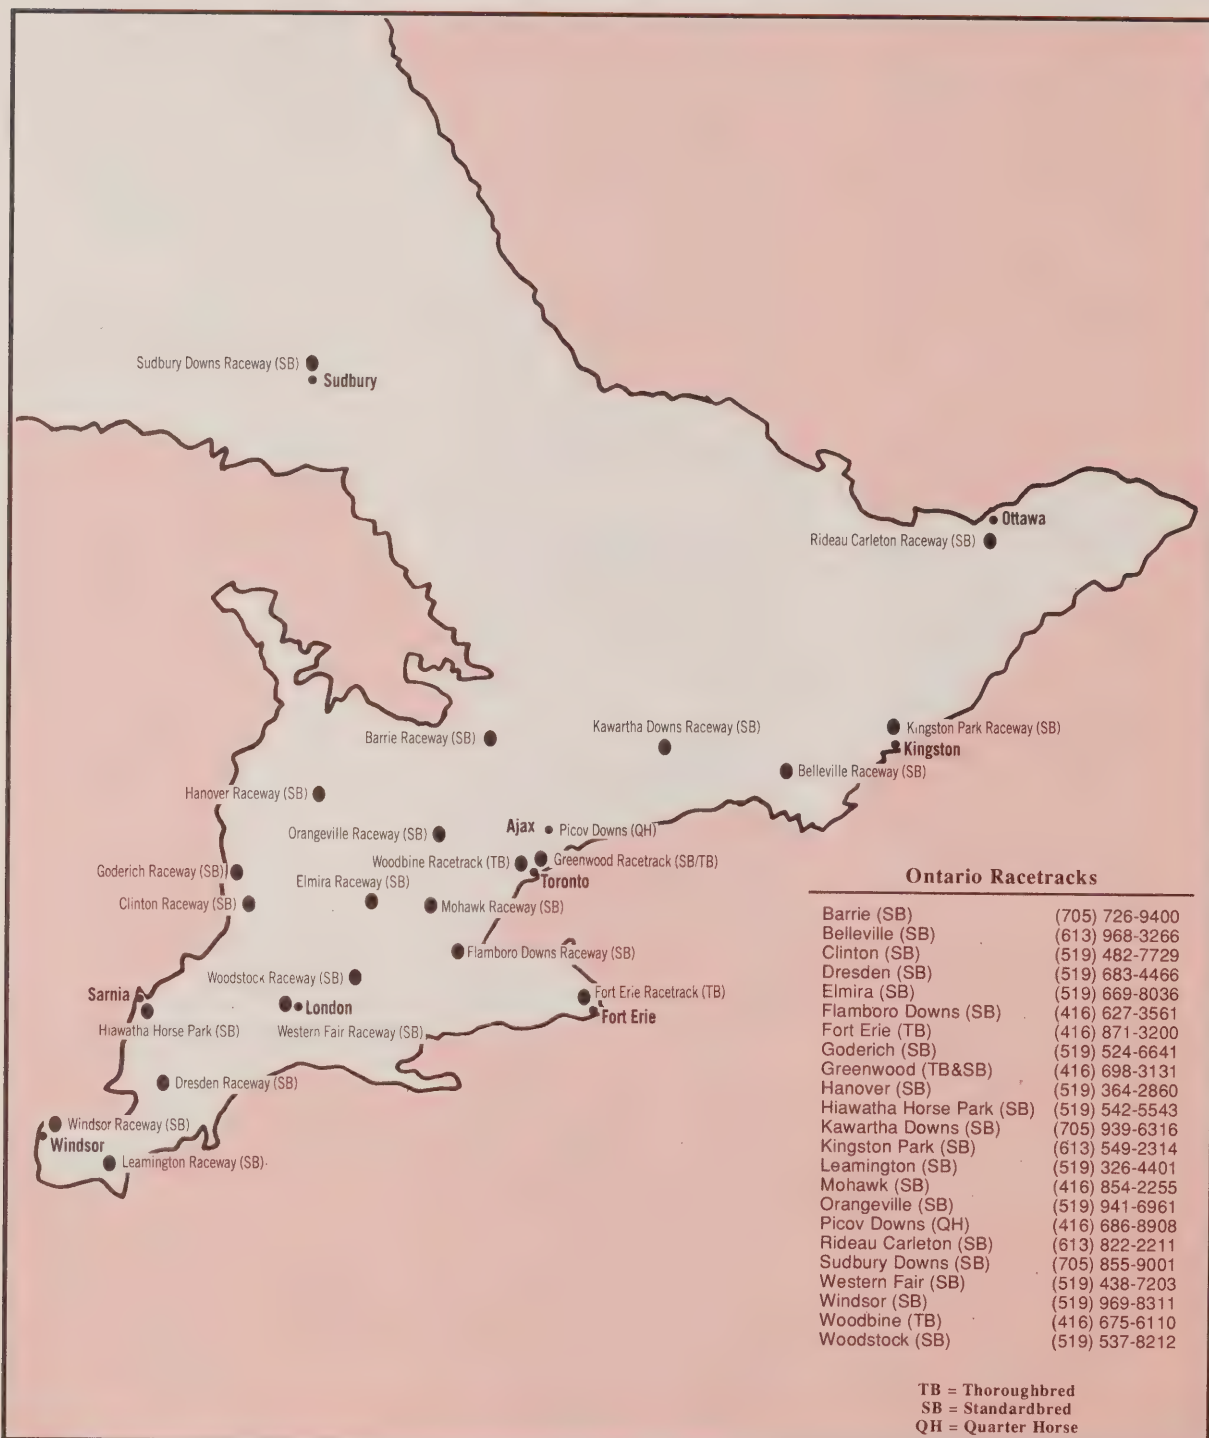 Sudbury Downs Raceway (SB)
Sudbury
Ottawa
Rideau Carleton Raceway (SB)
Kawartha Downs Raceway (SB)
Kingston Park Raceway (SB)
Barrie Raceway (SB)
Kingston
Belleville Raceway (SB)
Hanover Raceway (SB)
Ajax
Picov Downs (QH)
Orangeville Raceway (SB)
Woodbine Racetrack (TB)
Greenwood Racetrack (SB/TB)
Goderich Raceway (SB)
Elmira Raceway (SB)
Toronto
Clinton Raceway (SB)
Mohawk Raceway (SB)
Flamboro Downs Raceway (SB)
Woodstock Raceway (SB)
Sarnia
London
Fort Erie Racetrack (TB)
Fort Erie
Hiawatha Horse Park (SB)
Western Fair Raceway (SB)
Dresden Raceway (SB)
Windsor Raceway (SB)
Windsor
Leamington Raceway (SB)
Ontario Racetracks
Barrie (SB) (705) 726-9400
Belleville (SB) (613) 968-3266
Clinton (SB) (519) 482-7729
Dresden (SB) (519) 683-4466
Elmira (SB) (519) 669-8036
Flamboro Downs (SB) (416) 627-3561
Fort Erie (TB) (416) 871-3200
Goderich (SB) (519) 524-6641
Greenwood (TB&SB) (416) 698-3131
Hanover (SB) (519) 364-2860
Hiawatha Horse Park (SB) (519) 542-5543
Kawartha Downs (SB) (705) 939-6316
Kingston Park (SB) (613) 549-2314
Leamington (SB) (519) 326-4401
Mohawk (SB) (416) 854-2255
Orangeville (SB) (519) 941-6961
Picov Downs (QH) (416) 686-8908
Rideau Carleton (SB) (613) 822-2211
Sudbury Downs (SB) (705) 855-9001
Western Fair (SB) (519) 438-7203
Windsor (SB) (519) 969-8311
Woodbine (TB) (416) 675-6110
Woodstock (SB) (519) 537-8212
TB = Thoroughbred
SB = Standardbred
QH = Quarter Horse